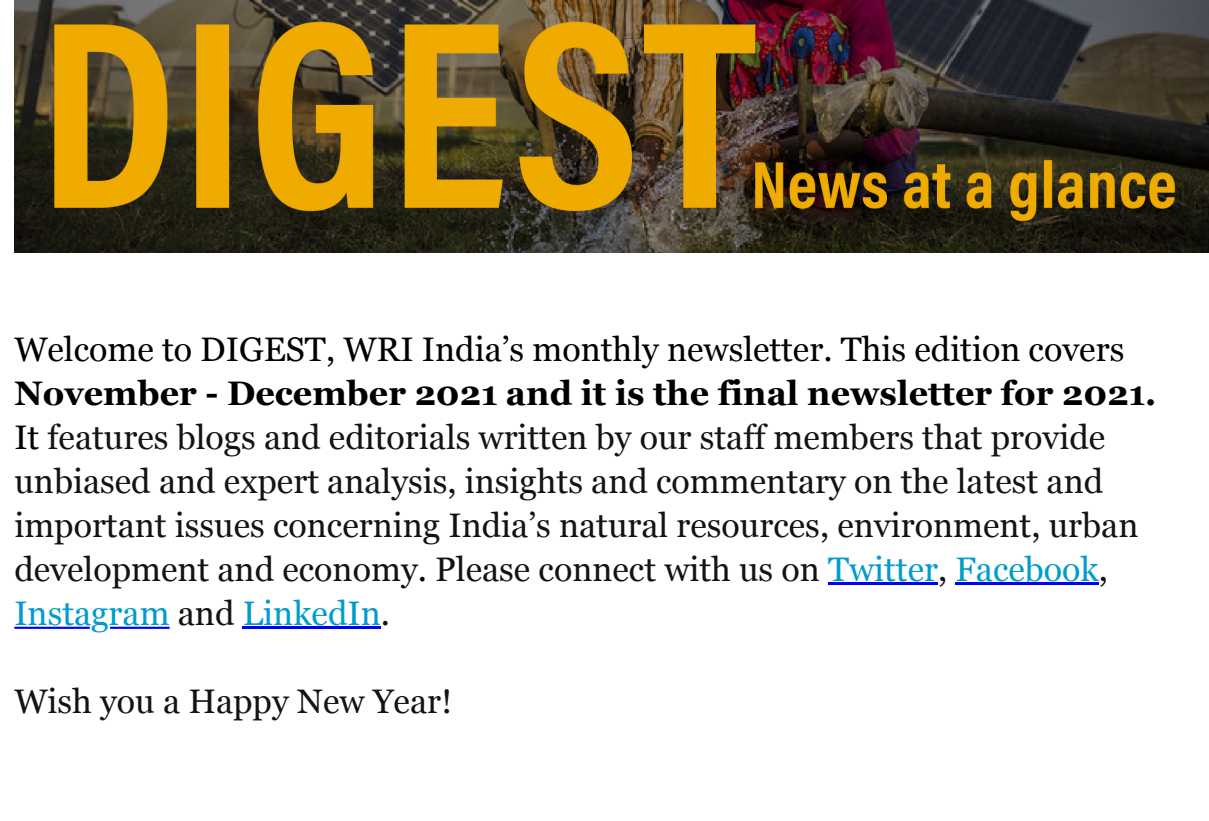 DIGEST
News at a glance
Welcome to DIGEST, WRI India’s monthly newsletter. This edition covers
November - December 2021 and it is the final newsletter for 2021.
It features blogs and editorials written by our staff members that provide
unbiased and expert analysis, insights and commentary on the latest and
important issues concerning India’s natural resources, environment, urban
development and economy. Please connect with us on Twitter, Facebook,
Instagram and LinkedIn.
Wish you a Happy New Year!